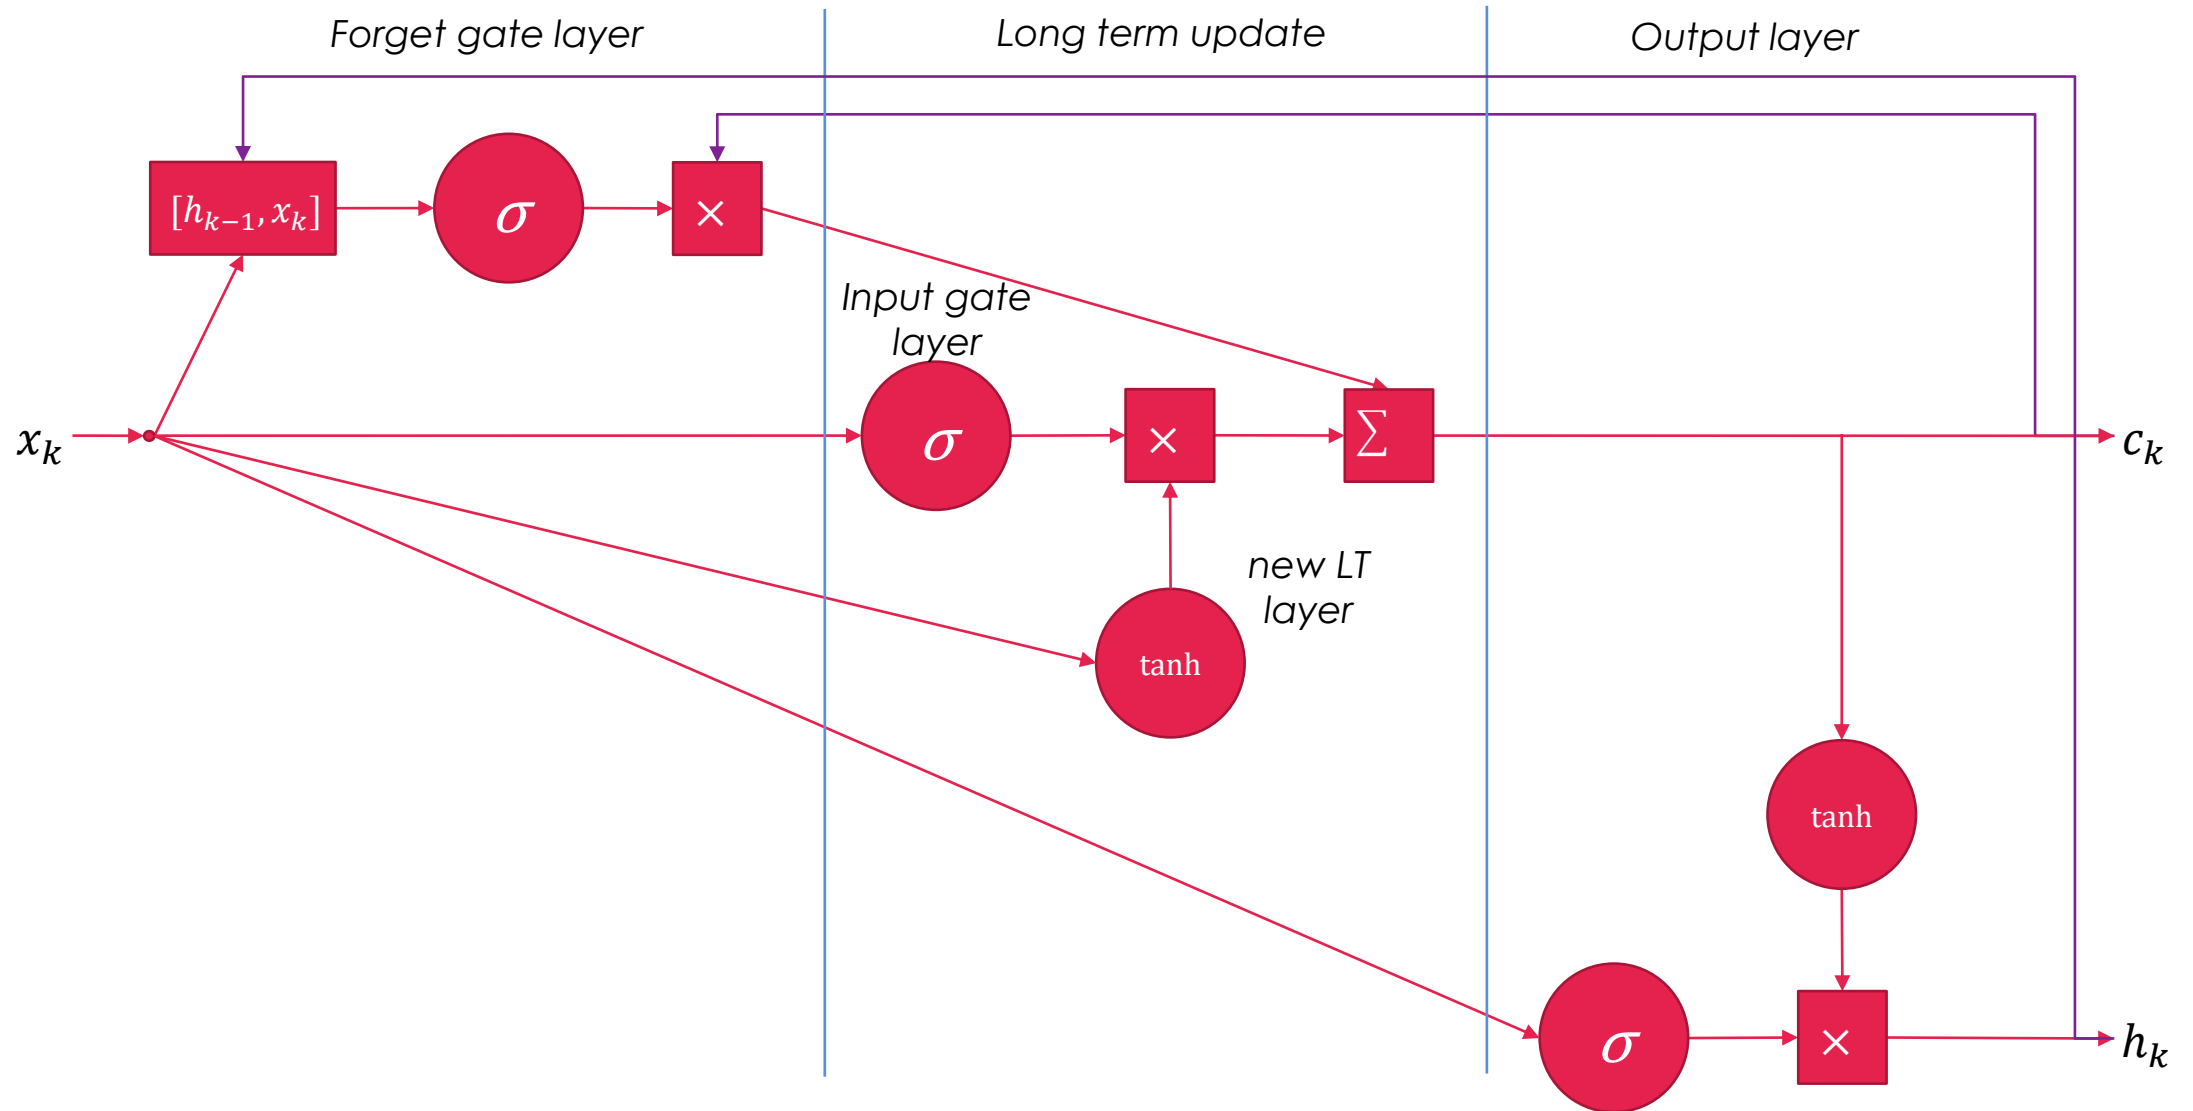 Forget gate layer
Long term update
Output layer
[h_{k−1}, x_k]
σ
×
Input gate
layer
x_k
σ
×
∑
c_k
new LT
layer
tanh
tanh
σ
×
h_k